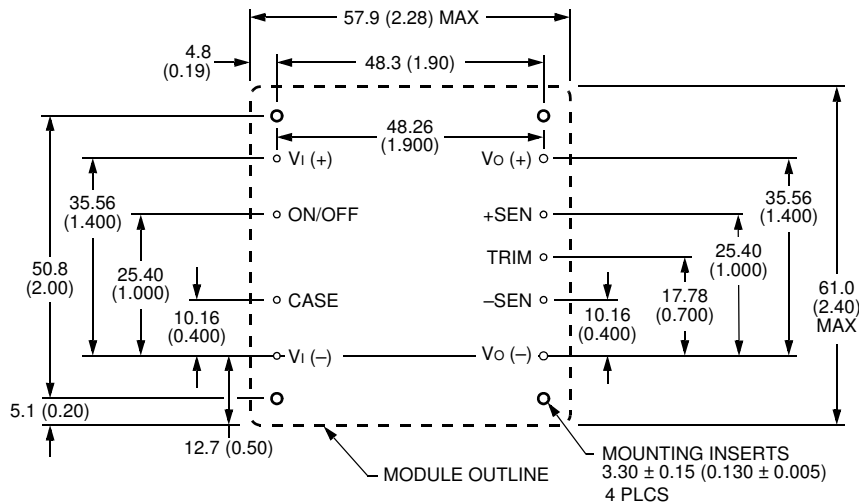 57.9 (2.28) MAX
4.8
(0.19)
48.3 (1.90)
48.26
(1.900)
VI (+)
VO (+)
35.56
(1.400)
35.56
(1.400)
ON/OFF
+SEN
TRIM
50.8
(2.00)
25.40
(1.000)
25.40
(1.000)
61.0
(2.40)
MAX
10.16
(0.400)
CASE
–SEN
10.16
(0.400)
17.78
(0.700)
VI (–)
VO (–)
5.1 (0.20)
12.7 (0.50)
MODULE OUTLINE
MOUNTING INSERTS
3.30 ± 0.15 (0.130 ± 0.005)
4 PLCS